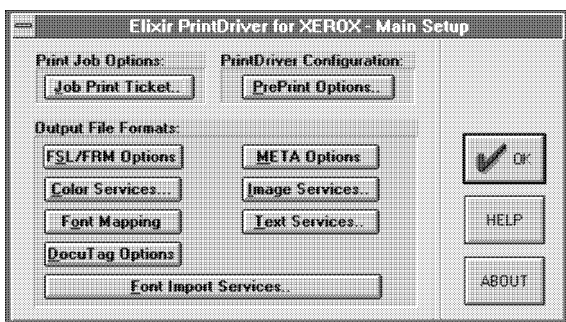 Elixir PrintDriver for XEROX - Main Setup
Print Job Options: PrintDriver Configuration:
Job Print Ticket.. PrePrint Options..
Output File Formats:
FSL/FRM Options META Options
Color Services... Image Services..
Font Mapping Text Services..
DocuTag Options
Font Import Services..
OK
HELP
ABOUT